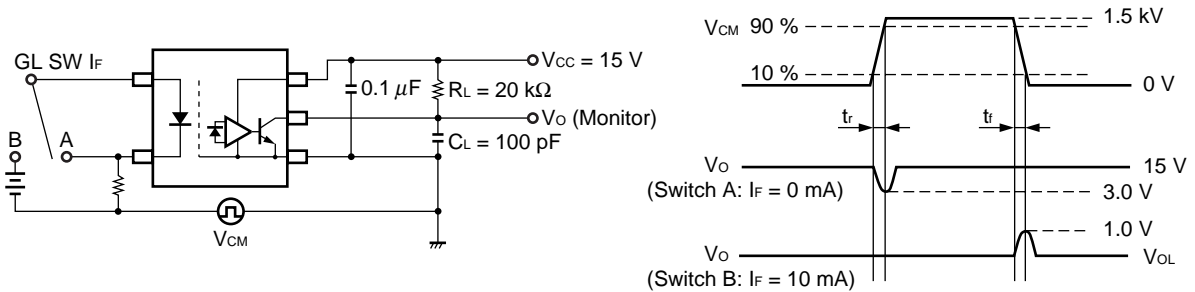 GL SW IF
B
A
VCM
0.1 μF
RL = 20 kΩ
CL = 100 pF
VCC = 15 V
VO (Monitor)
VCM 90 %
10 %
1.5 kV
0 V
tr
tf
VO
(Switch A: IF = 0 mA)
15 V
3.0 V
1.0 V
VO
(Switch B: IF = 10 mA)
VOL